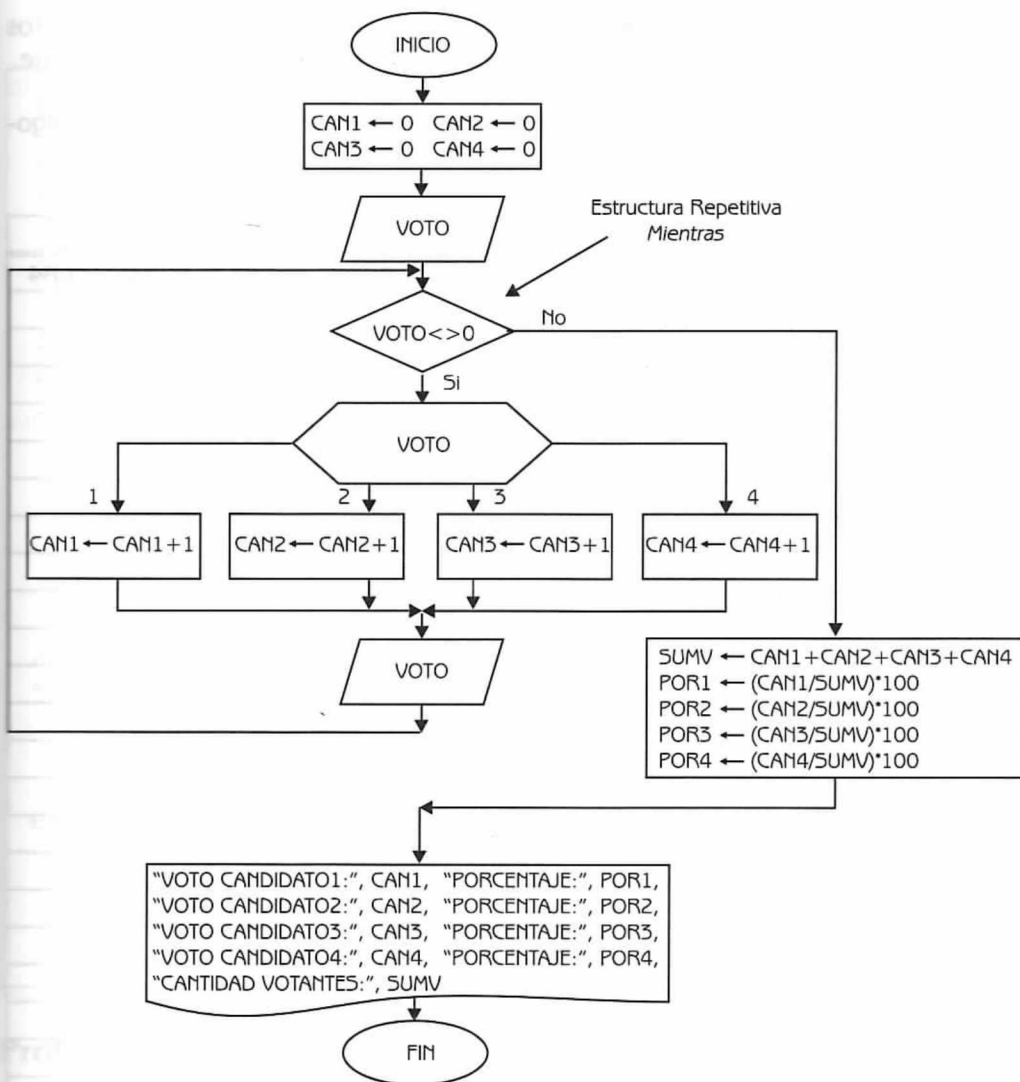 os
go-
INICIO
CAN1 ← 0 CAN2 ← 0
CAN3 ← 0 CAN4 ← 0
VOTO
Estructura Repetitiva
Mientras
VOTO<>0
No
Si
VOTO
1
2
3
4
CAN1 ← CAN1+1
CAN2 ← CAN2+1
CAN3 ← CAN3+1
CAN4 ← CAN4+1
VOTO
SUMV ← CAN1+CAN2+CAN3+CAN4
POR1 ← (CAN1/SUMV)*100
POR2 ← (CAN2/SUMV)*100
POR3 ← (CAN3/SUMV)*100
POR4 ← (CAN4/SUMV)*100
"VOTO CANDIDATO1:", CAN1, "PORCENTAJE:", POR1,
"VOTO CANDIDATO2:", CAN2, "PORCENTAJE:", POR2,
"VOTO CANDIDATO3:", CAN3, "PORCENTAJE:", POR3,
"VOTO CANDIDATO4:", CAN4, "PORCENTAJE:", POR4,
"CANTIDAD VOTANTES:", SUMV
FIN